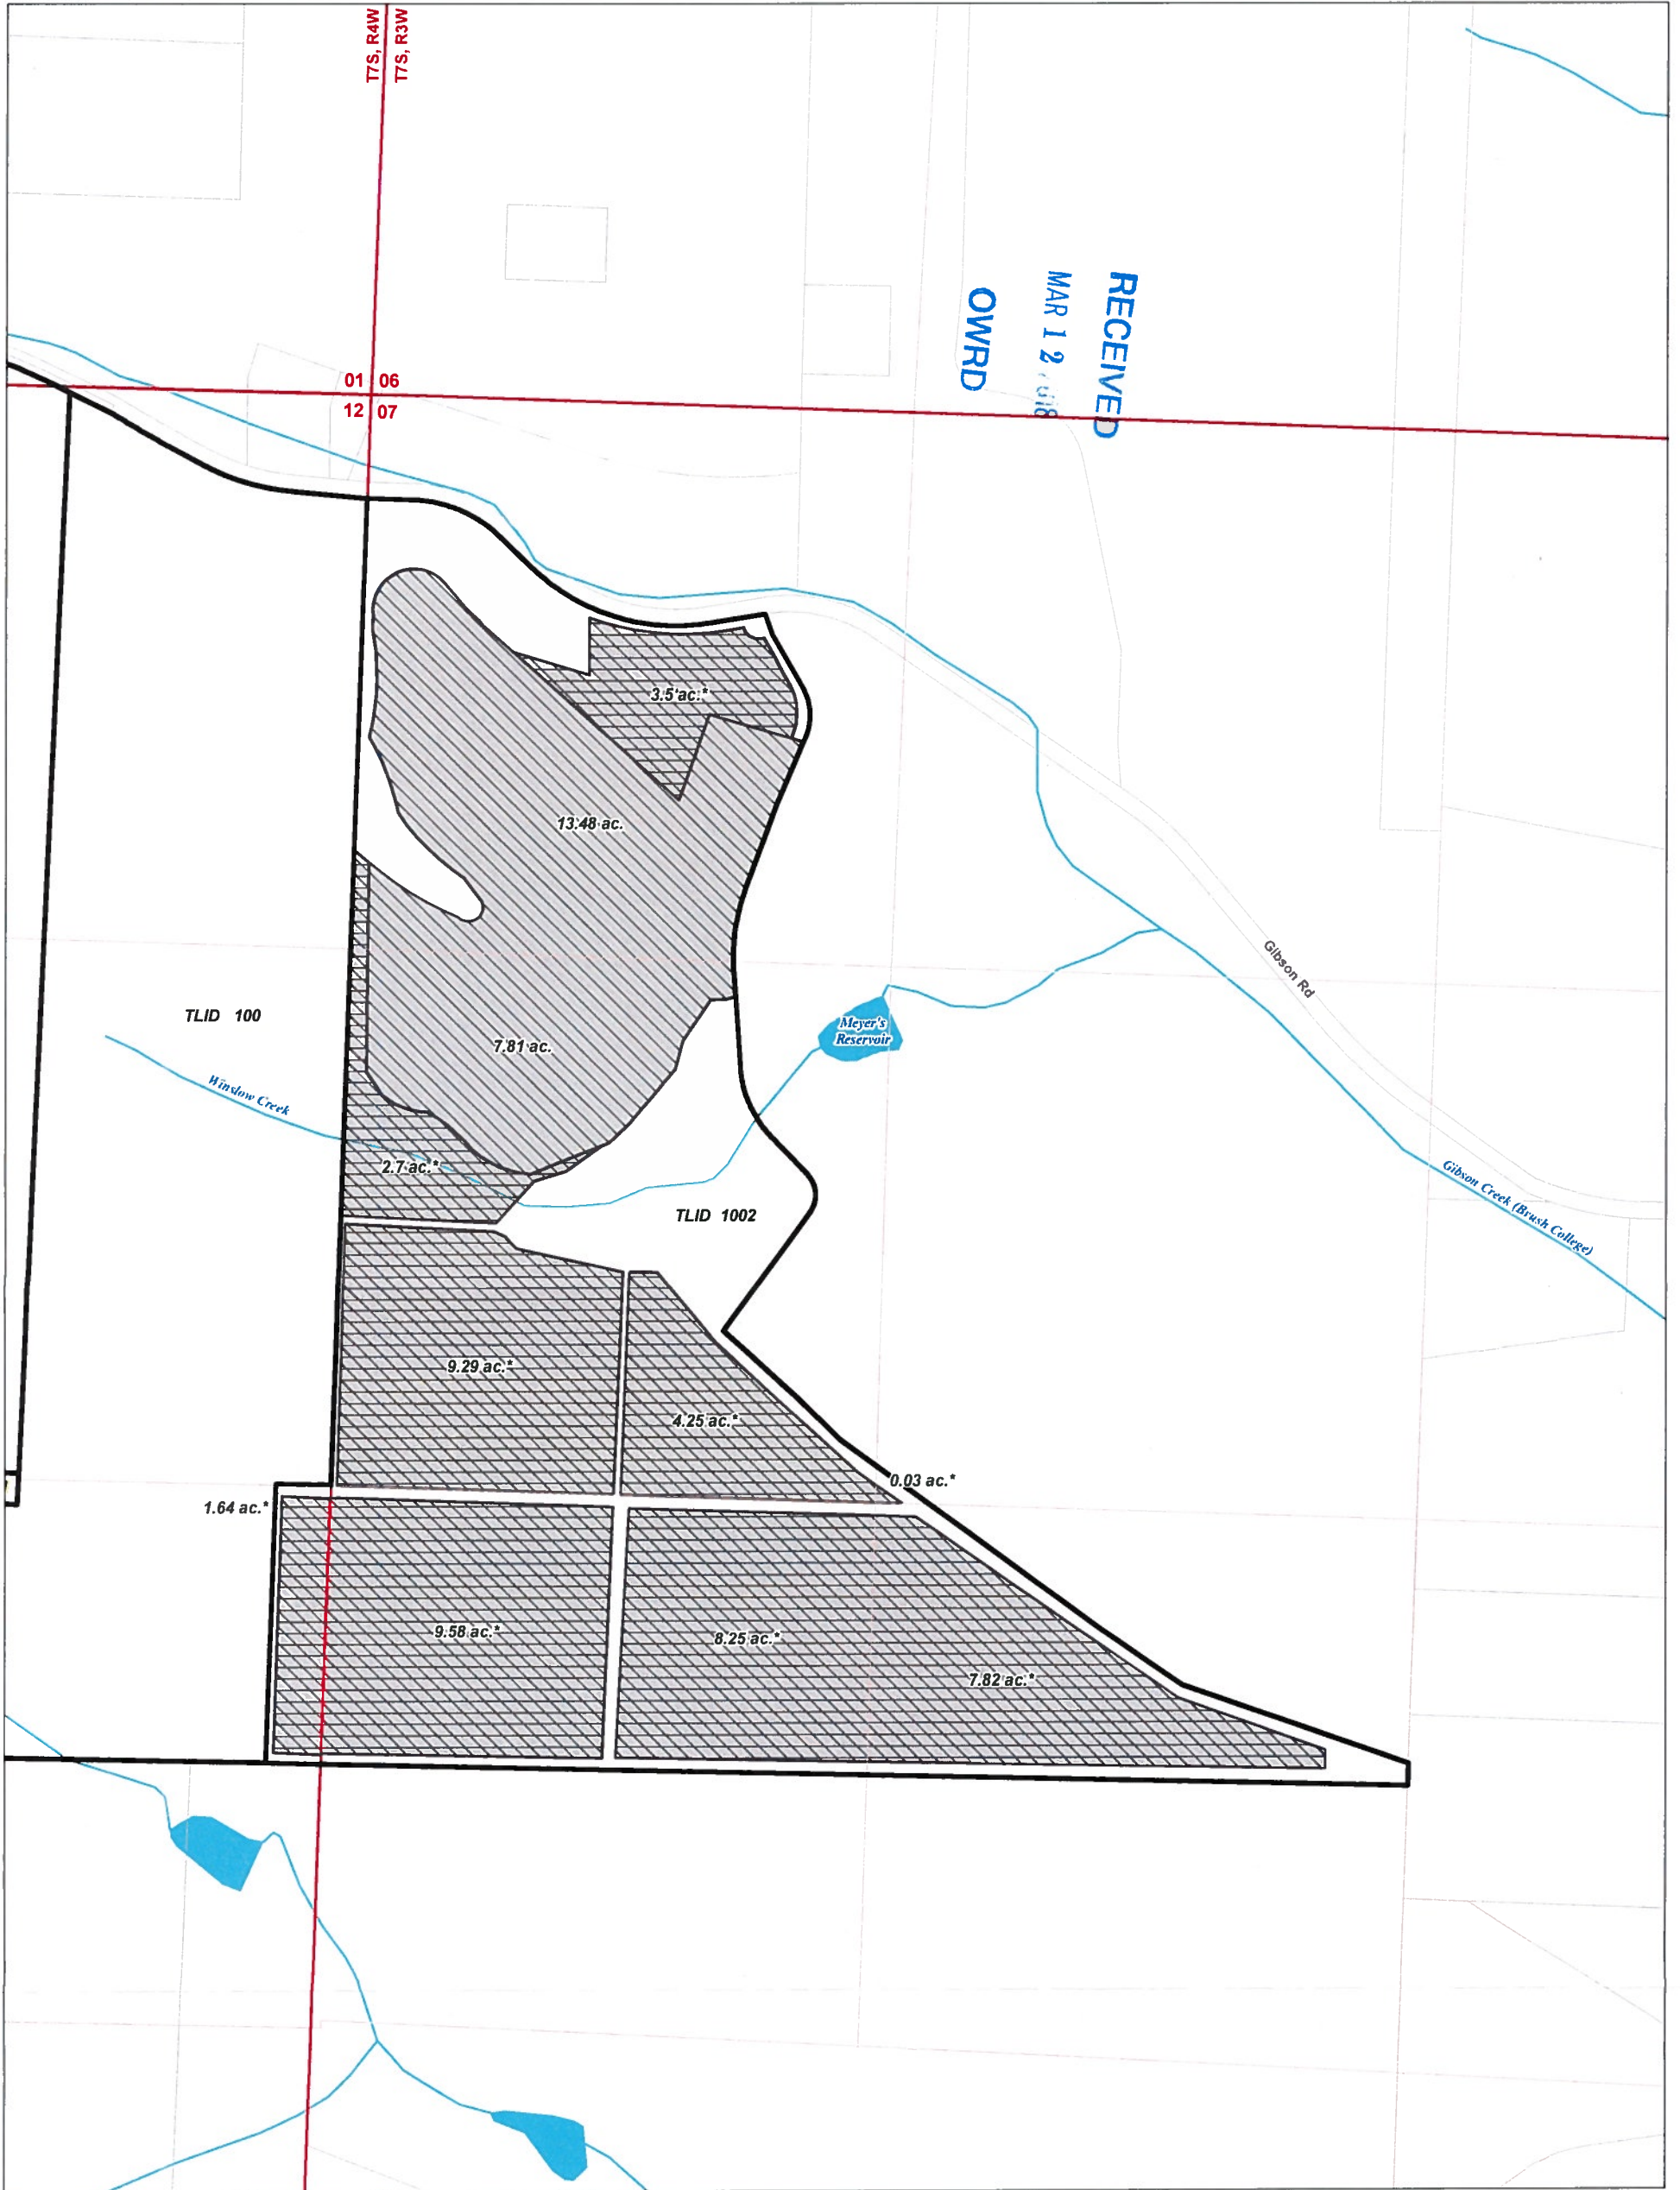 T7S, R4W
T7S, R3W
RECEIVED
MAR 12
OWRD
01 06
12 07
3.5 ac.*
13.48 ac.
Gibson Rd
TLID 100
Meyer's
Reservoir
7.81 ac.
Winslow Creek
2.7 ac.*
TLID 1002
Gibson Creek (Brush College)
9.29 ac.*
4.25 ac.*
0.03 ac.*
1.64 ac.*
9.58 ac.*
8.25 ac.*
7.82 ac.*